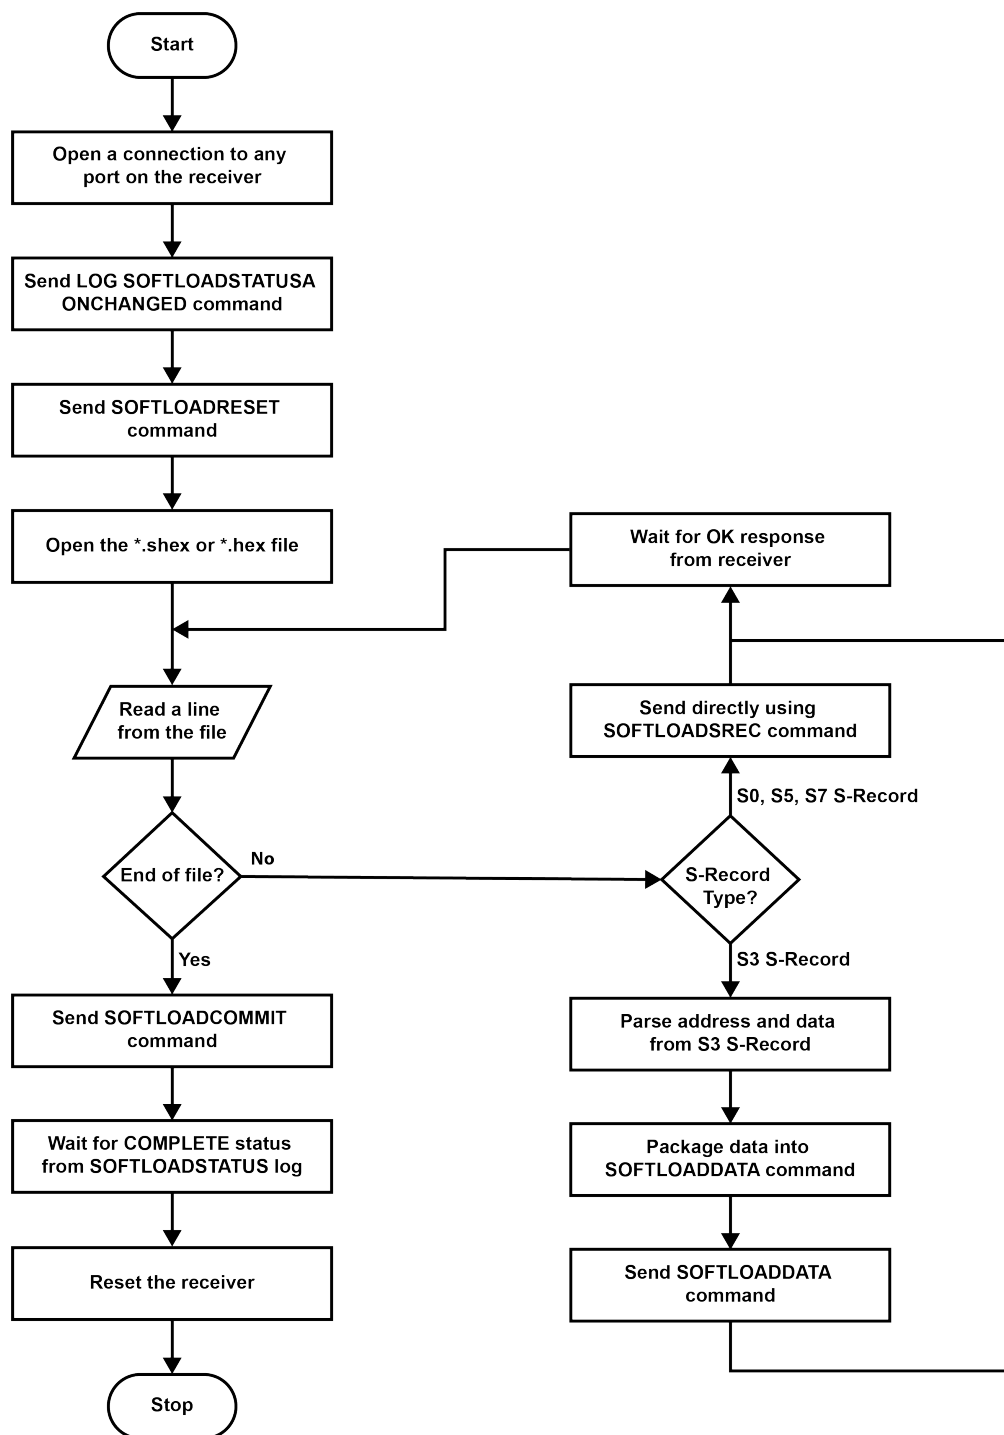 Start
Open a connection to any
port on the receiver
Send LOG SOFTLOADSTATUSA
ONCHANGED command
Send SOFTLOADRESET
command
Open the *.shex or *.hex file
Read a line
from the file
End of file?
No
Yes
Send SOFTLOADCOMMIT
command
Wait for COMPLETE status
from SOFTLOADSTATUS log
Reset the receiver
Stop
Wait for OK response
from receiver
Send directly using
SOFTLOADSREC command
S0, S5, S7 S-Record
S-Record
Type?
S3 S-Record
Parse address and data
from S3 S-Record
Package data into
SOFTLOADDATA command
Send SOFTLOADDATA
command